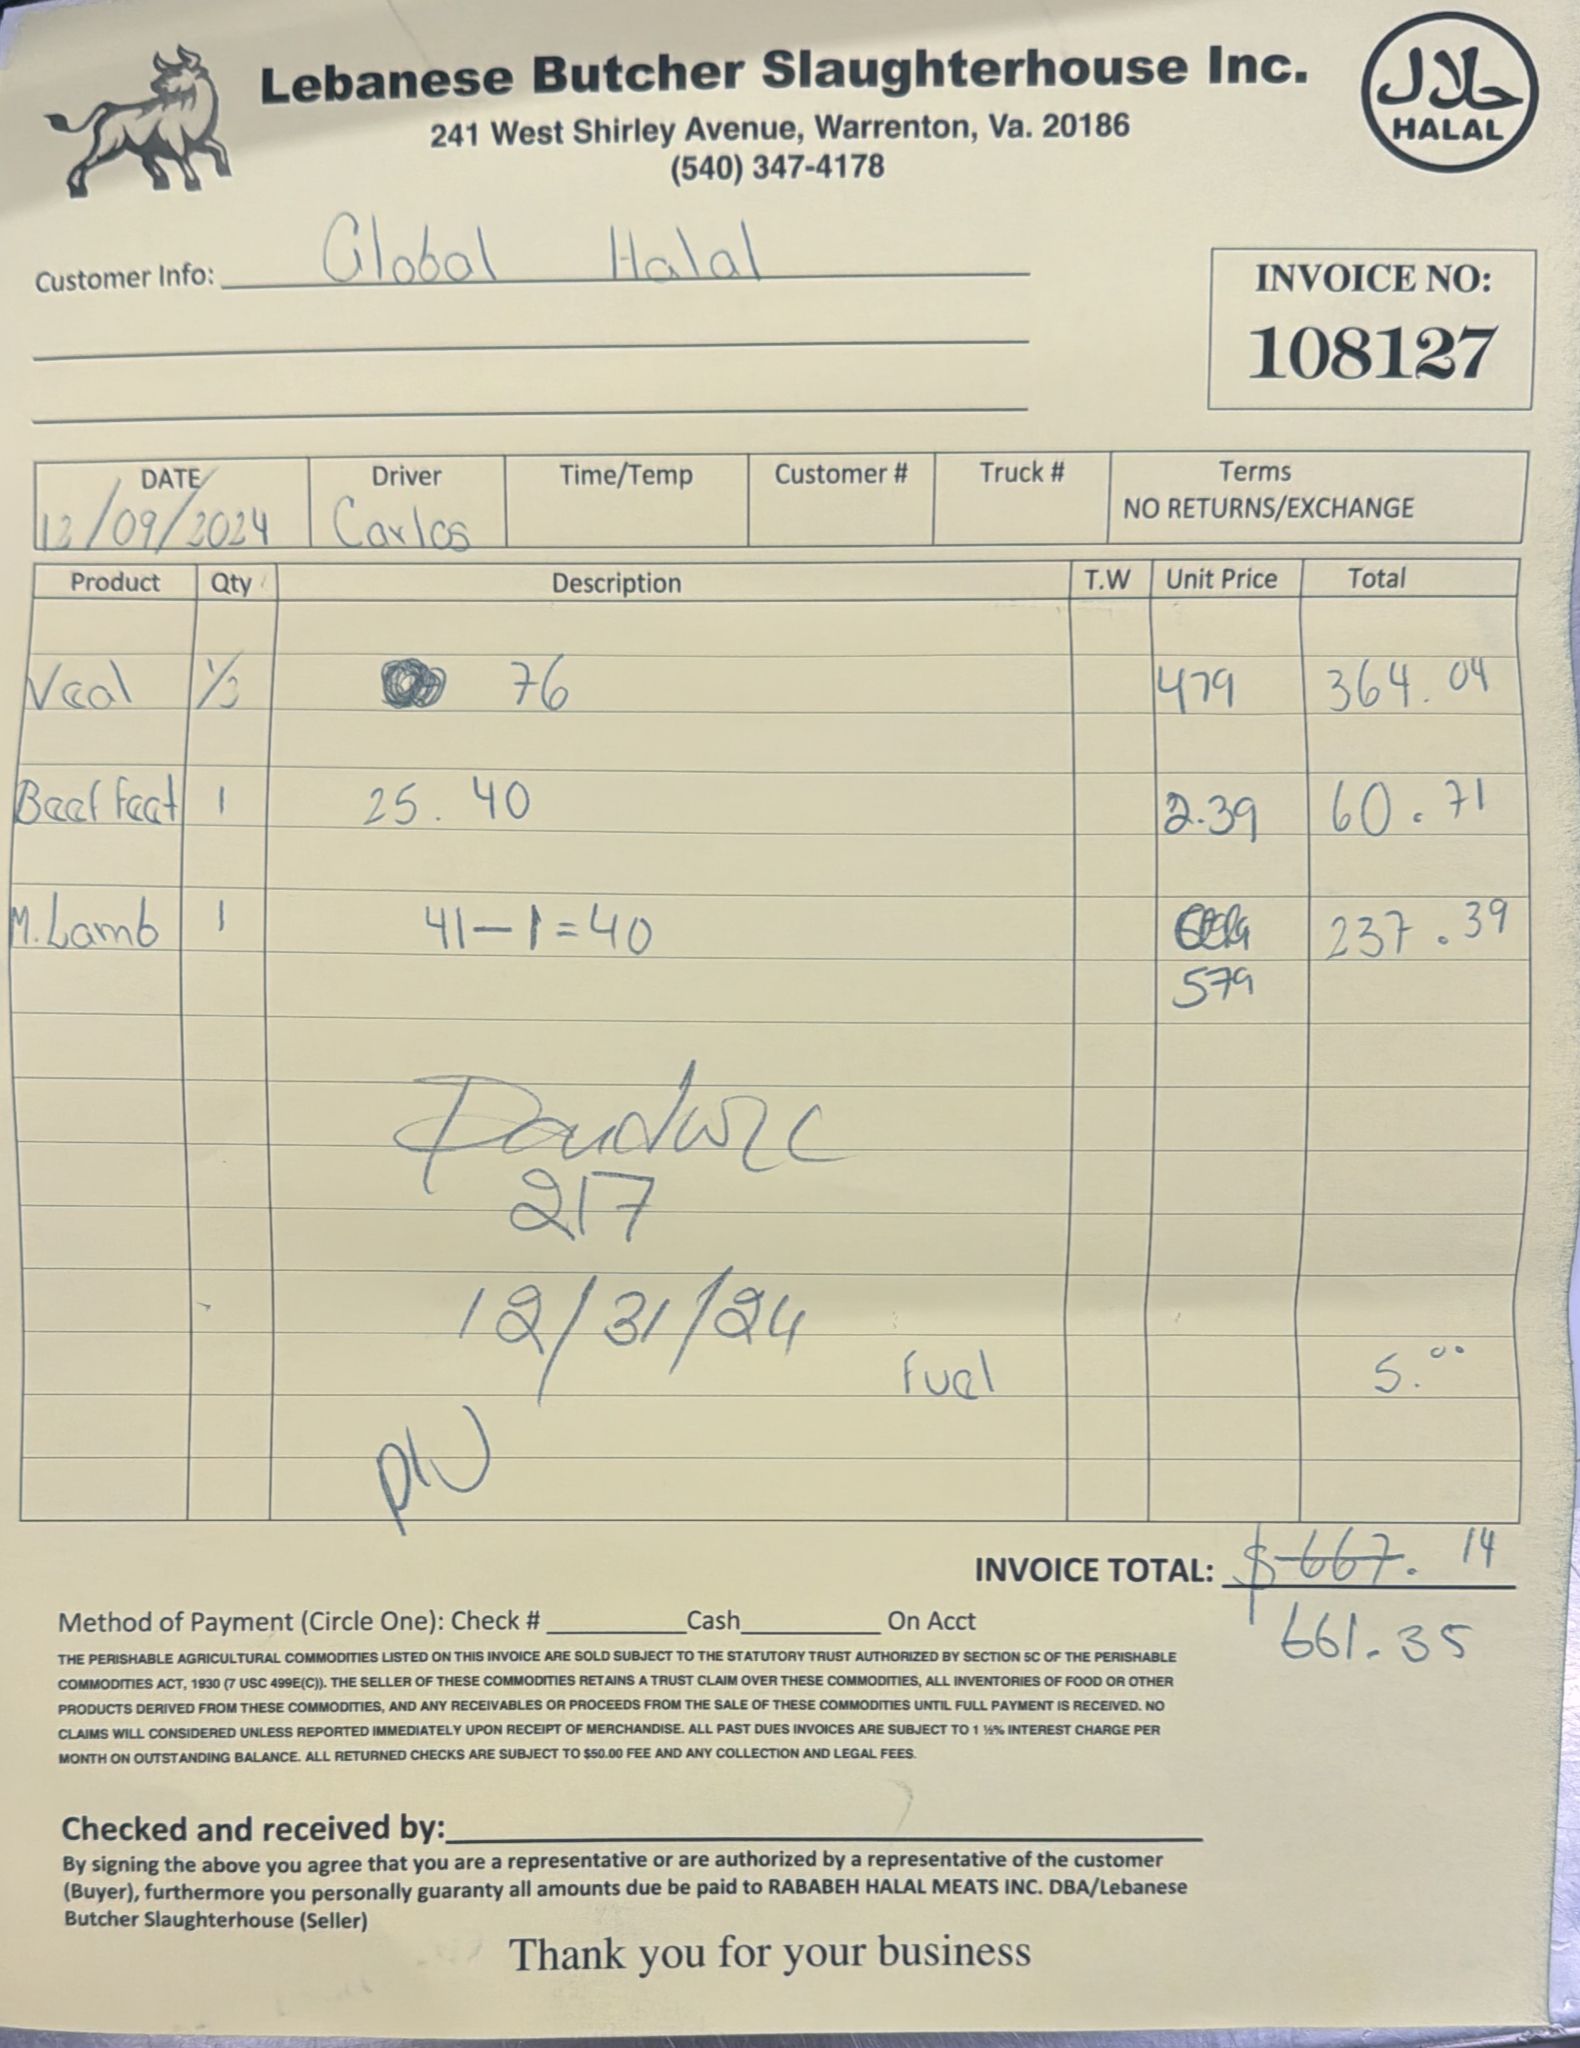 Lebanese Butcher Slaughterhouse Inc.
241 West Shirley Avenue, Warrenton, Va. 20186
(540) 347-4178
حلال
HALAL
Customer Info: Global Halal
INVOICE NO:
108127
DATE Driver Time/Temp Customer # Truck # Terms
12/09/2024 Carlos NO RETURNS/EXCHANGE
Product Qty Description T.W Unit Price Total
Veal 1/2 76 479 364.04
Beef Feet 1 25.40 2.39 60.71
M. Lamb 1 41-1=40 237.39
579
217
12/31/24
Fuel 5.00
INVOICE TOTAL: $667.14
661.35
Method of Payment (Circle One): Check # Cash On Acct
THE PERISHABLE AGRICULTURAL COMMODITIES LISTED ON THIS INVOICE ARE SOLD SUBJECT TO THE STATUTORY TRUST AUTHORIZED BY SECTION 5C OF THE PERISHABLE
COMMODITIES ACT, 1930 (7 USC 499E(C)). THE SELLER OF THESE COMMODITIES RETAINS A TRUST CLAIM OVER THESE COMMODITIES, ALL INVENTORIES OF FOOD OR OTHER
PRODUCTS DERIVED FROM THESE COMMODITIES, AND ANY RECEIVABLES OR PROCEEDS FROM THE SALE OF THESE COMMODITIES UNTIL FULL PAYMENT IS RECEIVED. NO
CLAIMS WILL CONSIDERED UNLESS REPORTED IMMEDIATELY UPON RECEIPT OF MERCHANDISE. ALL PAST DUES INVOICES ARE SUBJECT TO 1 ½% INTEREST CHARGE PER
MONTH ON OUTSTANDING BALANCE. ALL RETURNED CHECKS ARE SUBJECT TO $50.00 FEE AND ANY COLLECTION AND LEGAL FEES.
Checked and received by:
By signing the above you agree that you are a representative or are authorized by a representative of the customer
(Buyer), furthermore you personally guaranty all amounts due be paid to RABABEH HALAL MEATS INC. DBA/Lebanese
Butcher Slaughterhouse (Seller)
Thank you for your business